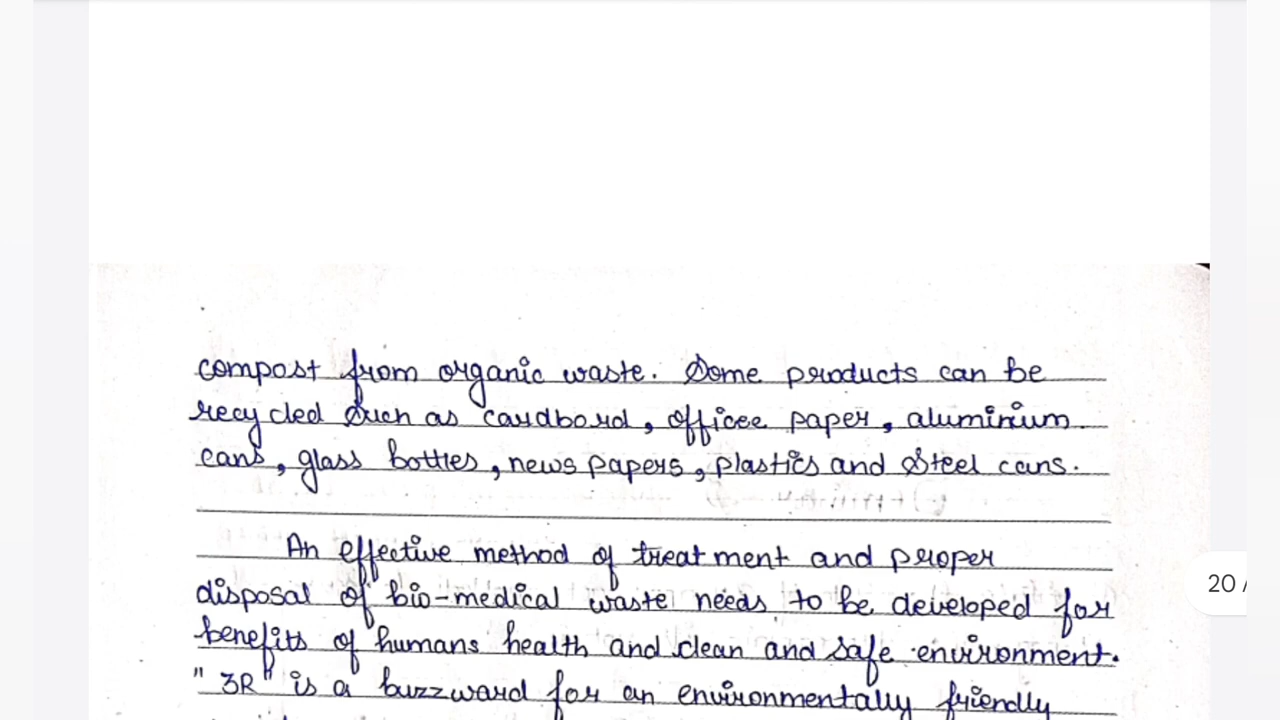 compost from organic waste. Some products can be
recycled such as cardbord, officee paper, aluminium
cans, glass bottles, news papers, plastics and steel cans.
An effective method of treatment and proper
disposal of bio-medical waste needs to be developed for
20 /
benefits of humans health and clean and safe environment.
"3R" is a buzzward for an environmentally friendly